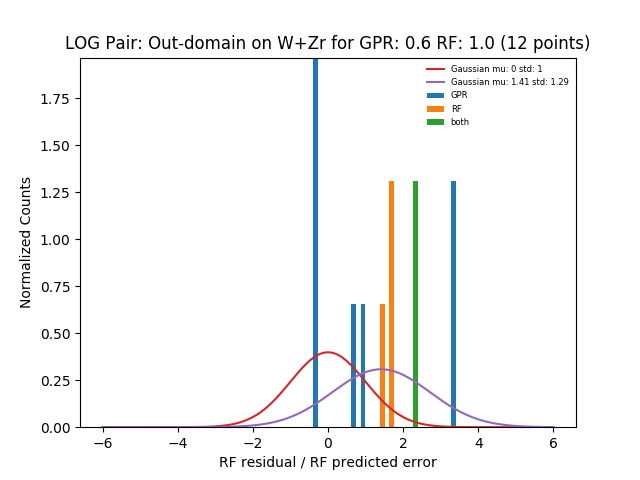 LOG Pair: Out-domain on W+Zr for GPR: 0.6 RF: 1.0 (12 points)
Gaussian mu: 0 std: 1
Gaussian mu: 1.41 std: 1.29
GPR
RF
both
Normalized Counts
1.75
1.50
1.25
1.00
0.75
0.50
0.25
0.00
−6 −4 −2 0 2 4 6
RF residual / RF predicted error